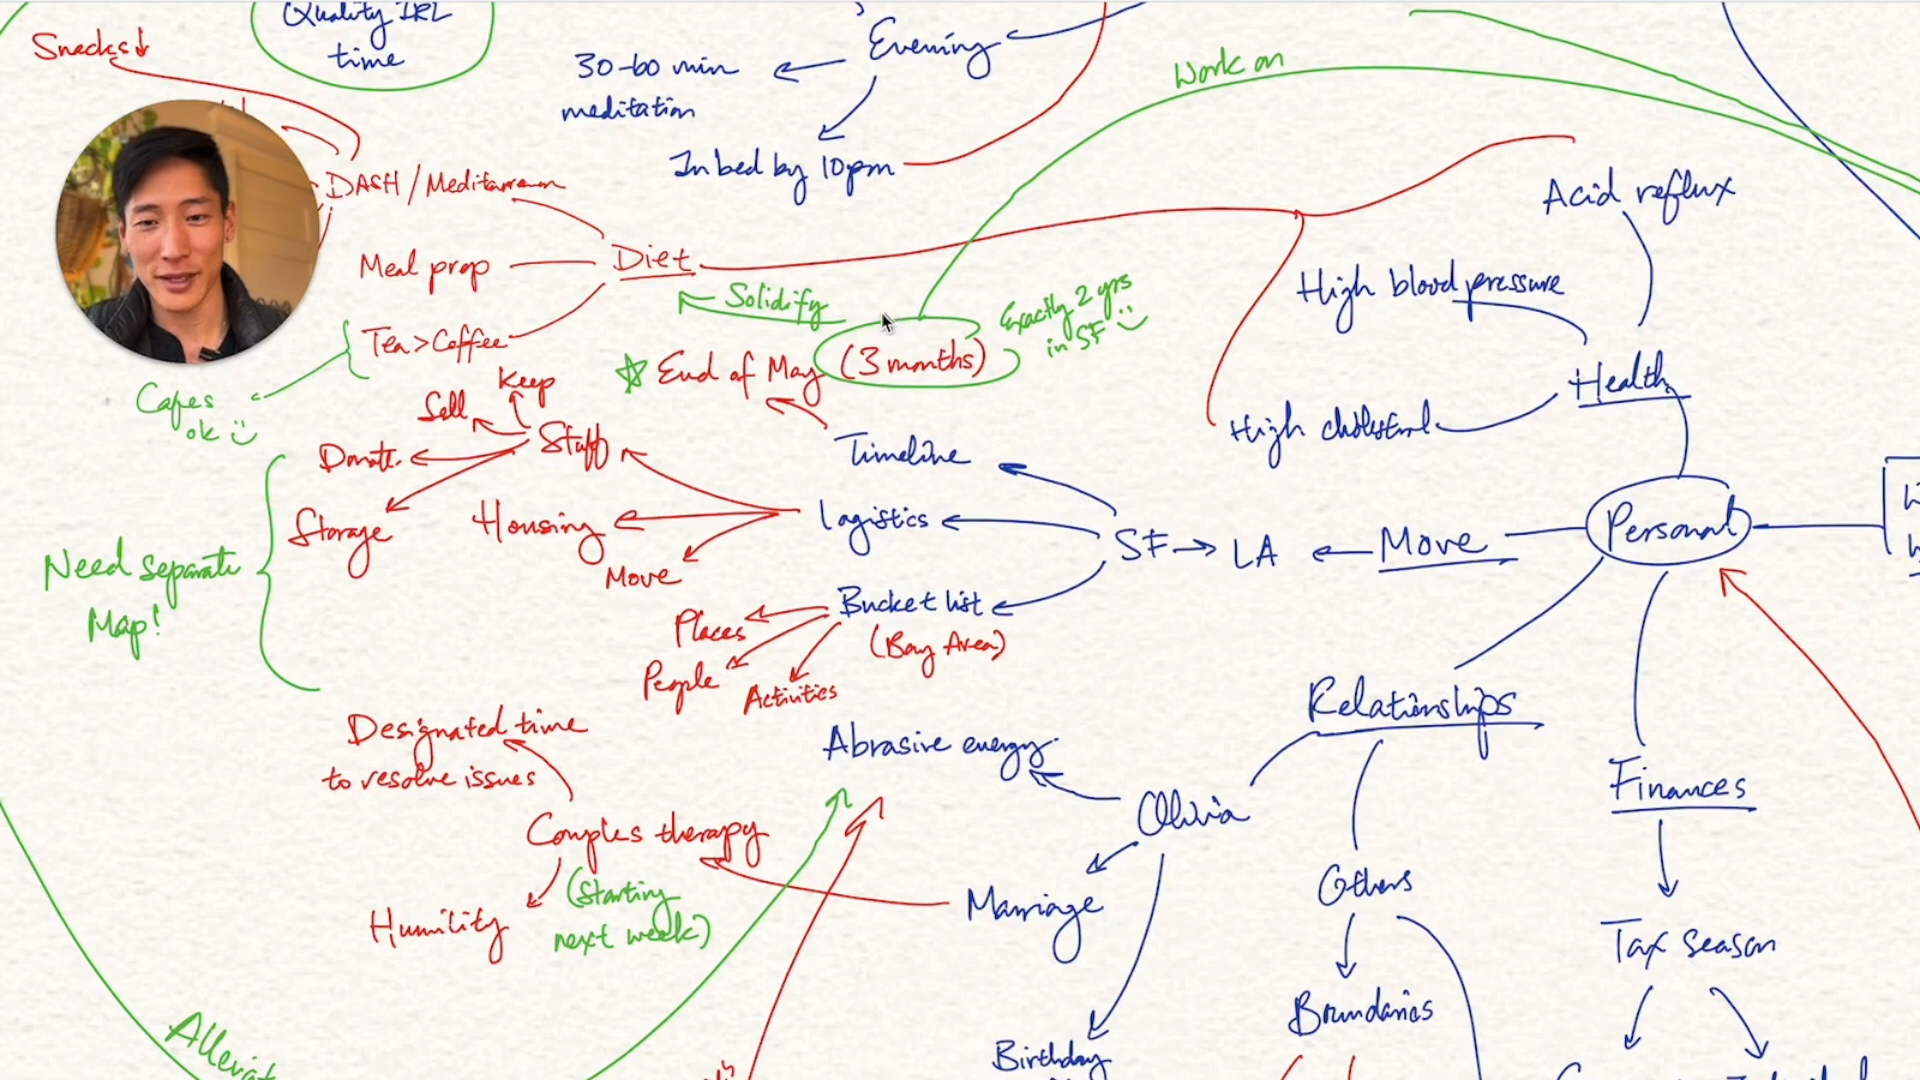 Quality IRL
time
Snacks↓
Evening
30-60 min
meditation
In bed by 10pm
Work on
DASH / Mediterranean
Acid reflux
Meal prep
Diet
Solidify
Exactly 2 yrs
in SF
High blood pressure
Tea > Coffee
☆ End of May (3 months)
Health
Cafes
ok
Keep
Sell
Stuff
Donate
High cholesterol
Timeline
Storage
Housing
Logistics
SF → LA
Move
Personal
Need separate
Map!
Move
Bucket list
(Bay Area)
Places
People
Activities
Designated time
to resolve issues
Abrasive energy
Relationships
Olivia
Finances
Couples therapy
(Starting
next week)
Humility
Marriage
Others
Tax season
Boundaries
Birthday